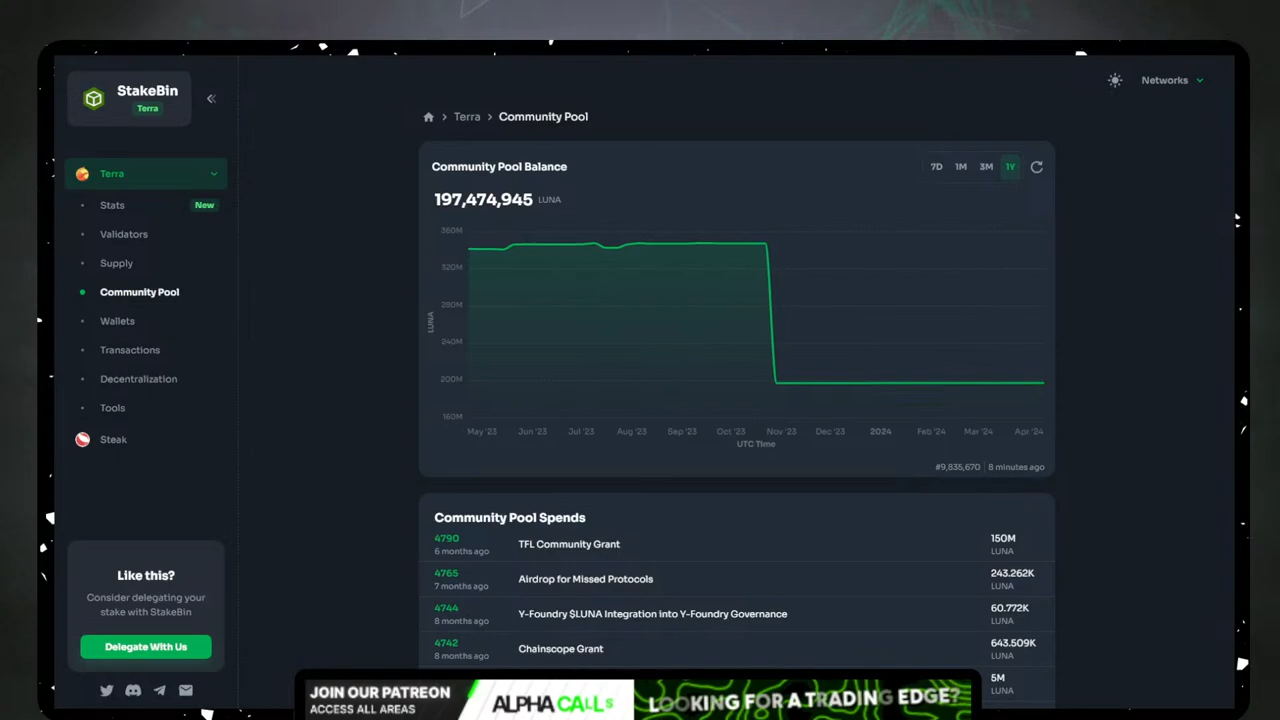 StakeBin
Terra
Networks
Terra
Community Pool
Terra
Stats
New
Validators
Supply
Community Pool
Wallets
Transactions
Decentralization
Tools
Steak
Like this?
Consider delegating your
stake with StakeBin
Delegate With Us
Community Pool Balance
7D 1M 3M 1Y
197,474,945 LUNA
360M
320M
280M
240M
200M
160M
LUNA
May '23 Jun '23 Jul '23 Aug '23 Sep '23 Oct '23 Nov '23 Dec '23 2024 Feb '24 Mar '24 Apr '24
UTC Time
#9,835,670 8 minutes ago
Community Pool Spends
4790 TFL Community Grant 150M
6 months ago LUNA
4765 Airdrop for Missed Protocols 243.262K
7 months ago LUNA
4744 Y-Foundry $LUNA Integration into Y-Foundry Governance 60.772K
8 months ago LUNA
4742 Chainscope Grant 643.509K
8 months ago LUNA
5M
LUNA
JOIN OUR PATREON
ACCESS ALL AREAS
ALPHA CALLS
LOOKING FOR A TRADING EDGE?